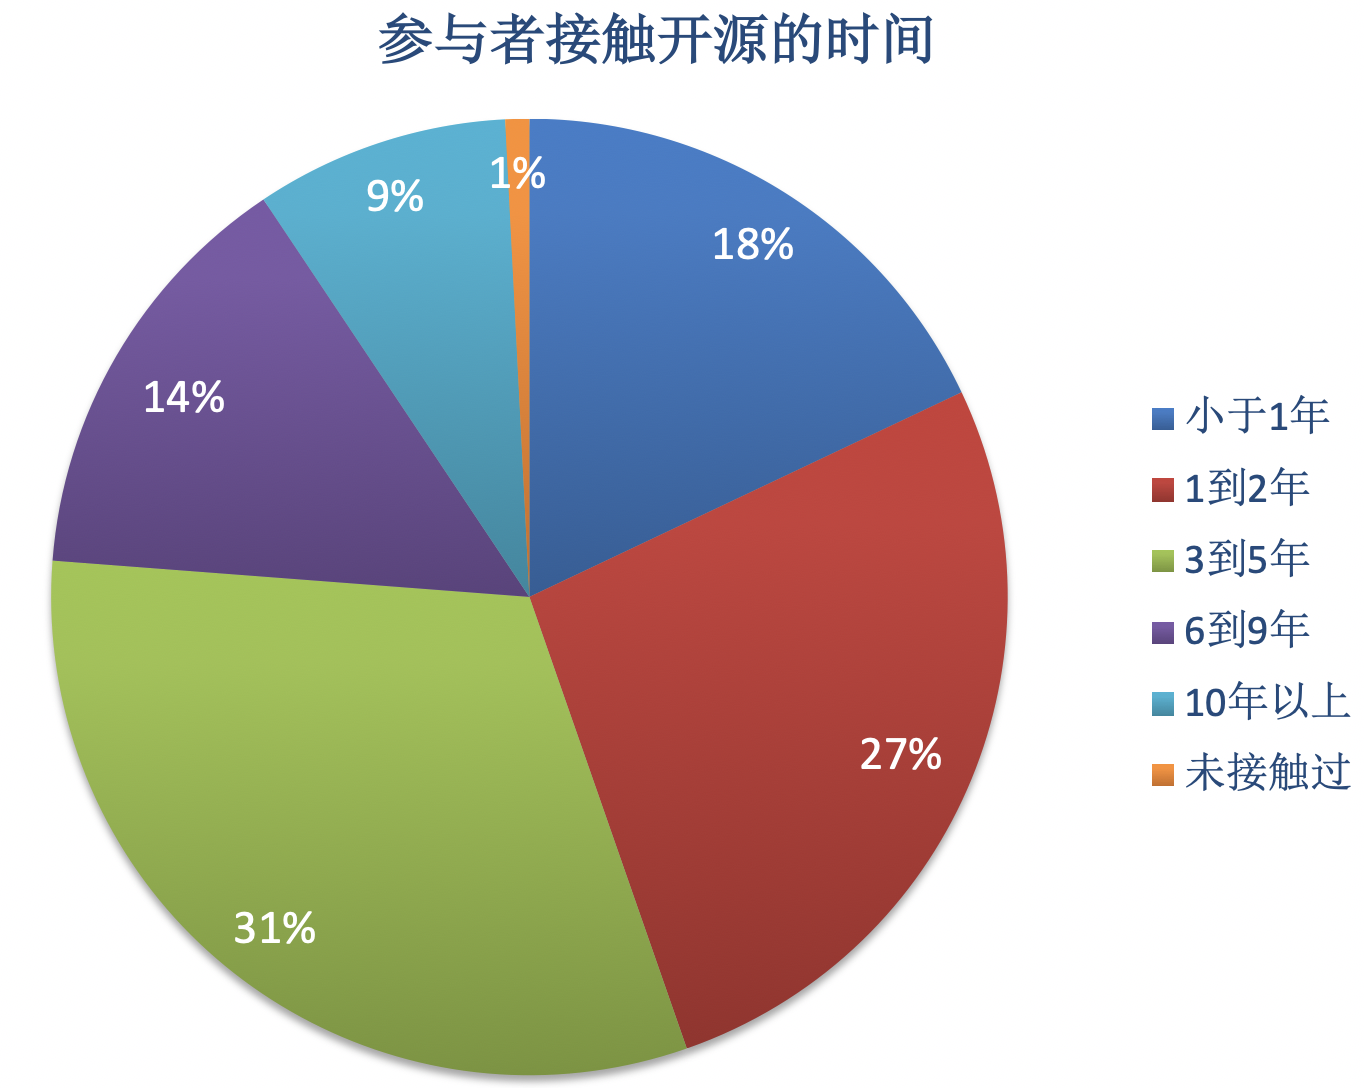 参与者接触开源的时间
1%
18%
9%
14%
27%
31%
小于1年
1到2年
3到5年
6到9年
10年以上
未接触过